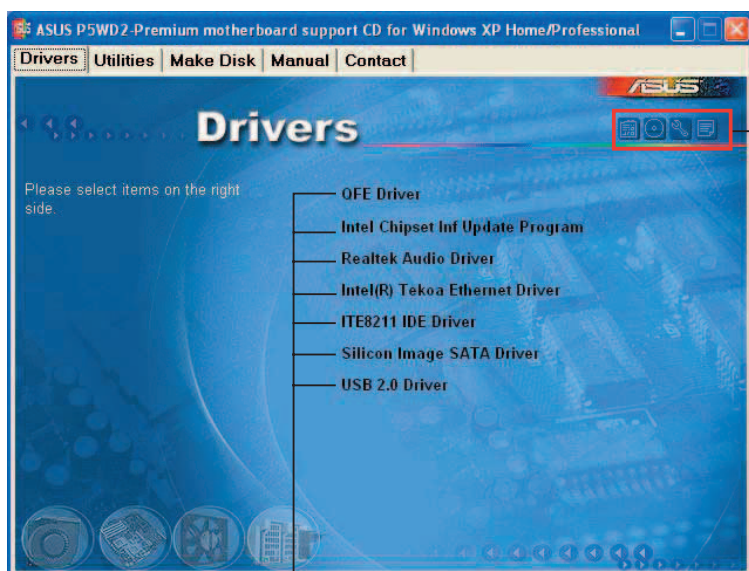 ASUS P5WD2-Premium motherboard support CD for Windows XP Home/Professional
Drivers Utilities Make Disk Manual Contact
ASUS
Drivers
Please select items on the right
side.
QFE Driver
Intel Chipset Inf Update Program
Realtek Audio Driver
Intel(R) Tekoa Ethernet Driver
ITE8211 IDE Driver
Silicon Image SATA Driver
USB 2.0 Driver